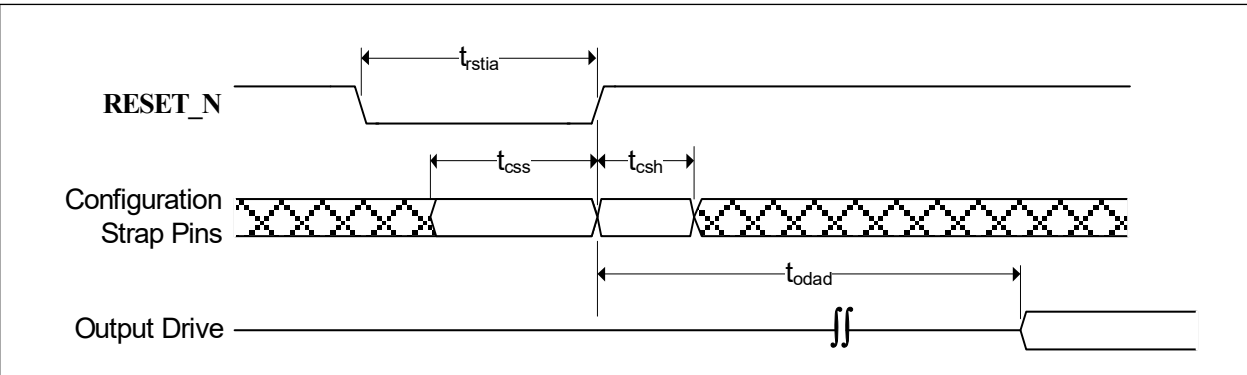 t_rstia
RESET_N
t_css t_csh
Configuration
Strap Pins
t_odad
Output Drive